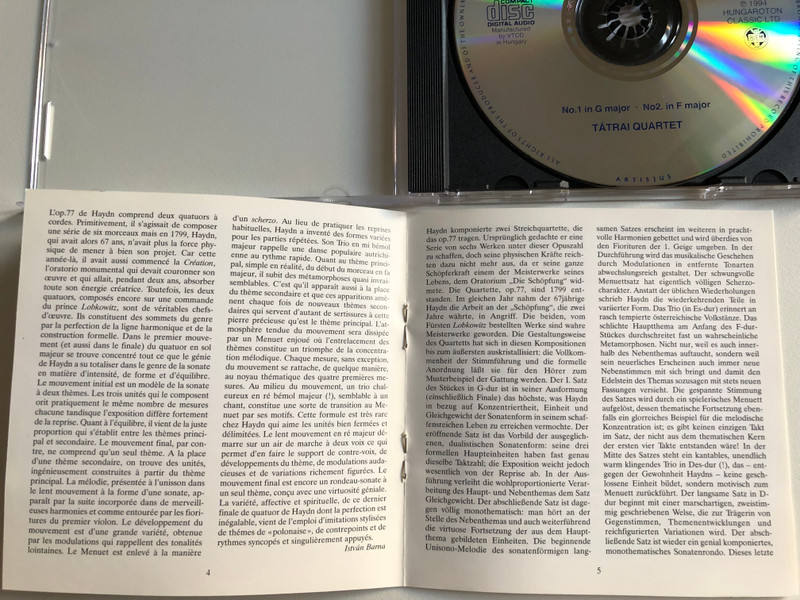 COMPACT
disc
DIGITAL AUDIO
Manufactured
by VTCD
in Hungary
℗ 1994
HUNGAROTON
CLASSIC LTD
No.1 in G major · No2. in F major
TÁTRAI QUARTET
L'op.77 de Haydn comprend deux quatuors à
cordes. Primitivement, il s'agissait de composer
une série de six morceaux mais en 1799, Haydn,
qui avait alors 67 ans, n'avait plus la force phy-
sique de mener à bien son projet. Car cette
année-là, il avait aussi commencé la Création,
l'oratorio monumental qui devait couronner son
œuvre et qui allait, pendant deux ans, absorber
toute son énergie créatrice. Toutefois, les deux
quatuors, composés encore sur une commande
du prince Lobkowitz, sont de véritables chefs-
d'œuvre. Ils constituent des sommets du genre
par la perfection de la ligne harmonique et de la
construction formelle. Dans le premier mouve-
ment (et aussi dans le finale) du quatuor en sol
majeur se trouve concentré tout ce que le génie
de Haydn a su totaliser dans le genre de la sonate
en matière d'intensité, de forme et d'équilibre.
Le mouvement initial est un modèle de la sonate
à deux thèmes. Les trois unités qui le composent
ont pratiquement le même nombre de mesures
chacune tandisque l'exposition diffère fortement
de la reprise. Quant à l'équilibre, il vient de la juste
proportion qui s'établit entre les thèmes princi-
pal et secondaire. Le mouvement final, par con-
tre, ne comprend qu'un seul thème. A la place
d'une thème secondaire, on trouve des unités,
ingénieusement construites à partir du thème
principal. La mélodie, présentée à l'unisson dans
le lent mouvement à la forme d'une sonate, ap-
paraît par la suite incorporée dans de merveill-
euses harmonies et comme entourée par les fiori-
tures du premier violon. Le développement du
mouvement est d'une grande variété, obtenue
par les modulations qui rappellent des tonalités
lointaines. Le Menuet est enlevé à la manière
4
d'un scherzo. Au lieu de pratiquer les reprises
habituelles, Haydn a inventé des formes variées
pour les parties répétées. Son Trio en mi bémol
majeur rappelle une danse populaire autrichi-
enne au rythme rapide. Quant au thème princi-
pal, simple en réalité, du début du morceau en fa
majeur, il subit des métamorphoses quasi invrai-
semblables. C'est qu'il apparaît aussi à la place
du thème secondaire et que ces apparitions amè-
nent chaque fois de nouveaux thèmes secon-
daires qui servent d'autant de sertissures à cette
pierre précieuse qu'est le thème principal. L'at-
mosphère tendue du mouvement sera dissipée
par un Menuet enjoué où l'entrelacement des
thèmes constitue un triomphe de la concentra-
tion mélodique. Chaque mesure, sans exception,
du mouvement se rattache, de quelque manière,
au noyau thématique des quatre premières me-
sures. Au milieu du mouvement, un trio chal-
eureux en ré bémol majeur (!), semblable à un
chant, constitue une sorte de transition au Me-
nuet par ses motifs. Cette formule est très rare
chez Haydn qui aime les unités bien fermées et
délimitées. Le lent mouvement en ré majeur dé-
marre sur un air de marche à deux voix ce qui
permet d'en faire le support de contre-voix, de
développements du thème, de modulations auda-
cieuses et de variations richement figurées. Le
mouvement final est encore un rondeau-sonate à
un seul thème, conçu avec une virtuosité géniale.
La variété, affective et spirituelle, de ce dernier
finale de quatuor de Haydn dont la perfection est
inégalable, vient de l'emploi d'imitations stylisées
de thèmes de «polonaise», de contrepoints et de
rythmes syncopés et singulièrement appuyés.
István Barna
Haydn komponierte zwei Streichquartette, die
das op.77 tragen. Ursprünglich gedachte er eine
Serie von sechs Werken unter dieser Opuszahl
zu schaffen, doch seine physischen Kräfte reich-
ten dazu nicht mehr aus, da er seine ganze
Schöpferkraft einem der Meisterwerke seines
Lebens, dem Oratorium „Die Schöpfung" wid-
mete. Die Quartette, op.77, sind 1799 ent-
standen. Im gleichen Jahr nahm der 67jährige
Haydn die Arbeit an der „Schöpfung", die zwei
Jahre währte, in Angriff. Die beiden, von
Fürsten Lobkowitz bestellten Werke sind wahre
Meisterwerke geworden. Die Gestaltungsweise
des Quartetts hat sich in diesen Kompositionen
bis zum äußersten auskristallisiert: die Vollkom-
menheit der Stimmführung und die formelle
Anordnung läßt sie für den Hörer zum
Musterbeispiel der Gattung werden. Der 1. Satz
des Stückes in G-dur ist in seiner Ausformung
(einschließlich Finale) das höchste, was Haydn
in bezug auf Konzentriertheit, Einheit und
Gleichgewicht der Sonatenform in seinem schaf-
fensreichen Leben zu erreichen vermochte. Der
eröffnende Satz ist das Vorbild der ausgeglich-
enen, dualistischen Sonatenform: seine drei
formellen Haupteinheiten haben fast genau
dieselbe Taktzahl; die Exposition weicht jedoch
wesentlich von der Reprise ab. In der Aus-
führung verleiht die wohlproportionierte Verar-
beitung des Haupt- und Nebenthemas dem Satz
Gleichgewicht. Der abschließende Satz ist dage-
gen völlig monothematisch: man hört an der
Stelle des Nebenthemas und auch weiterführend
die virtuose Fortsetzung der aus dem Haupt-
thema gebildeten Einheiten. Die beginnende
Unisono-Melodie des sonatenförmigen lang-
samen Satzes erscheint im weiteren in pracht-
volle Harmonien gebettet und wird überdies von
den Fiorituren der 1. Geige umgeben. In der
Durchführung wird das musikalische Geschehen
durch Modulationen in entfernte Tonarten
abwechslungsreich gestaltet. Der schwungvolle
Menuettsatz hat eigentlich völligen Scherzo-
charakter. Anstatt der üblichen Wiederholungen
schrieb Haydn die wiederkehrenden Teile in
variierter Form. Das Trio (in Es-dur) erinnert an
rasch tempierte österreichische Volkstänze. Das
schlichte Hauptthema am Anfang des F-dur-
Stückes durchschreitet fast un wahrscheinliche
Metamorphosen. Nicht nur, weil es auch inner-
halb des Nebenthemas auftaucht, sondern weil
sein neuerliches Erscheinen auch immer neue
Nebenstimmen mit sich bringt und damit den
Edelstein des Themas sozusagen mit stets neuen
Fassungen versieht. Die gespannte Stimmung
des Satzes wird durch ein spielerisches Menuett
aufgelöst, dessen thematische Fortsetzung eben-
falls ein glorreiches Beispiel für die melodische
Konzentration ist; es gibt keinen einzigen Takt
im Satz, der nicht aus dem thematischen Kern
der ersten vier Takte entstanden wäre! In der
Mitte des Satzes steht ein kantables, unendlich
warm klingendes Trio in Des-dur (!), das – ent-
gegen der Gewohnheit Haydns – keine geschlo-
ssene Einheit bildet, sondern motivisch zum
Menuett zurückführt. Der langsame Satz in D-
dur beginnt mit einer marschartigen, zweistim-
mig geschriebenen Weise, die zur Trägerin von
Gegenstimmen, Themenentwicklungen und
reichfigurierten Variationen wird. Der absch-
ließende Satz ist wieder ein genial komponiertes,
monothematisches Sonatenrondo. Dieses letzte
5